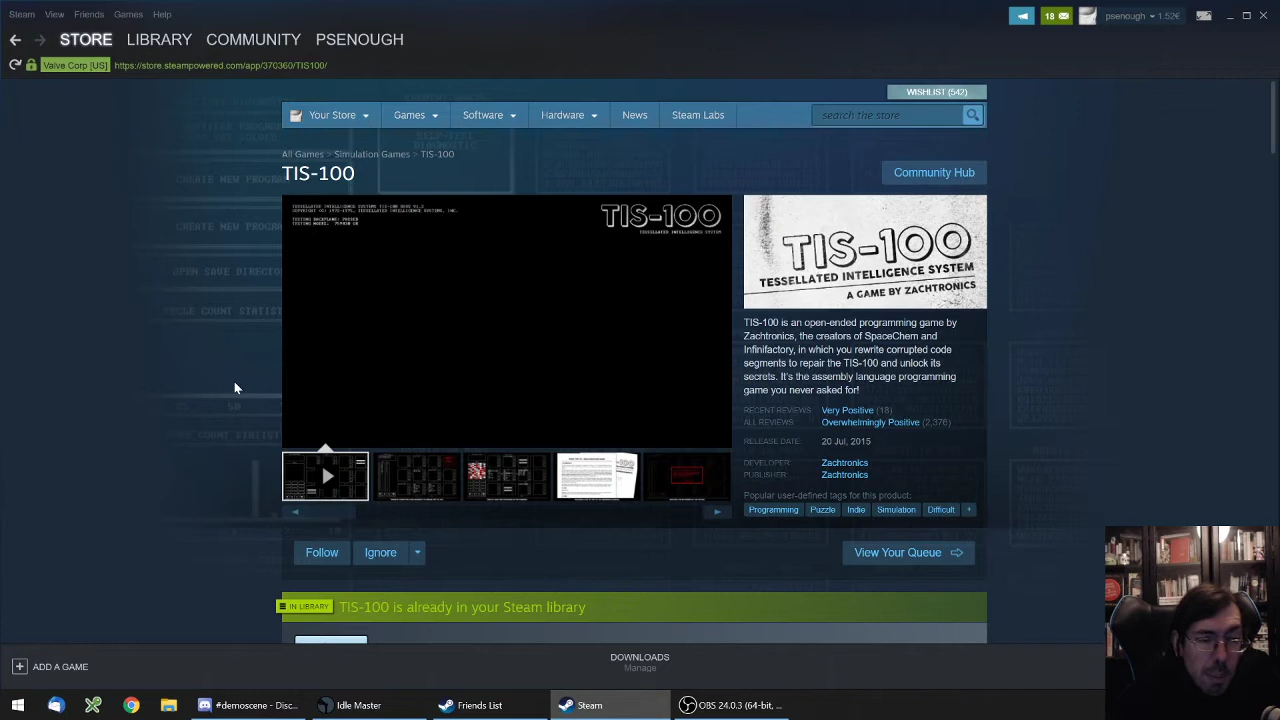 Steam View Friends Games Help
18 psenough 1.52€
STORE LIBRARY COMMUNITY PSENOUGH
Valve Corp [US] https://store.steampowered.com/app/370360/TIS100/
WISHLIST (542)
Your Store Games Software Hardware News Steam Labs search the store
All Games > Simulation Games > TIS-100
TIS-100
Community Hub
TIS-100
TESSELLATED INTELLIGENCE SYSTEM
TIS-100
TESSELLATED INTELLIGENCE SYSTEM
A GAME BY ZACHTRONICS
TIS-100 is an open-ended programming game by
Zachtronics, the creators of SpaceChem and
Infinifactory, in which you rewrite corrupted code
segments to repair the TIS-100 and unlock its
secrets. It's the assembly language programming
game you never asked for!
RECENT REVIEWS: Very Positive (18)
ALL REVIEWS: Overwhelmingly Positive (2,376)
RELEASE DATE: 20 Jul, 2015
DEVELOPER: Zachtronics
PUBLISHER: Zachtronics
Popular user-defined tags for this product:
Programming Puzzle Indie Simulation Difficult +
Follow Ignore View Your Queue
IN LIBRARY TIS-100 is already in your Steam library
DOWNLOADS
Manage
+ ADD A GAME
#demoscene - Disc... Idle Master Friends List Steam OBS 24.0.3 (64-bit, ...